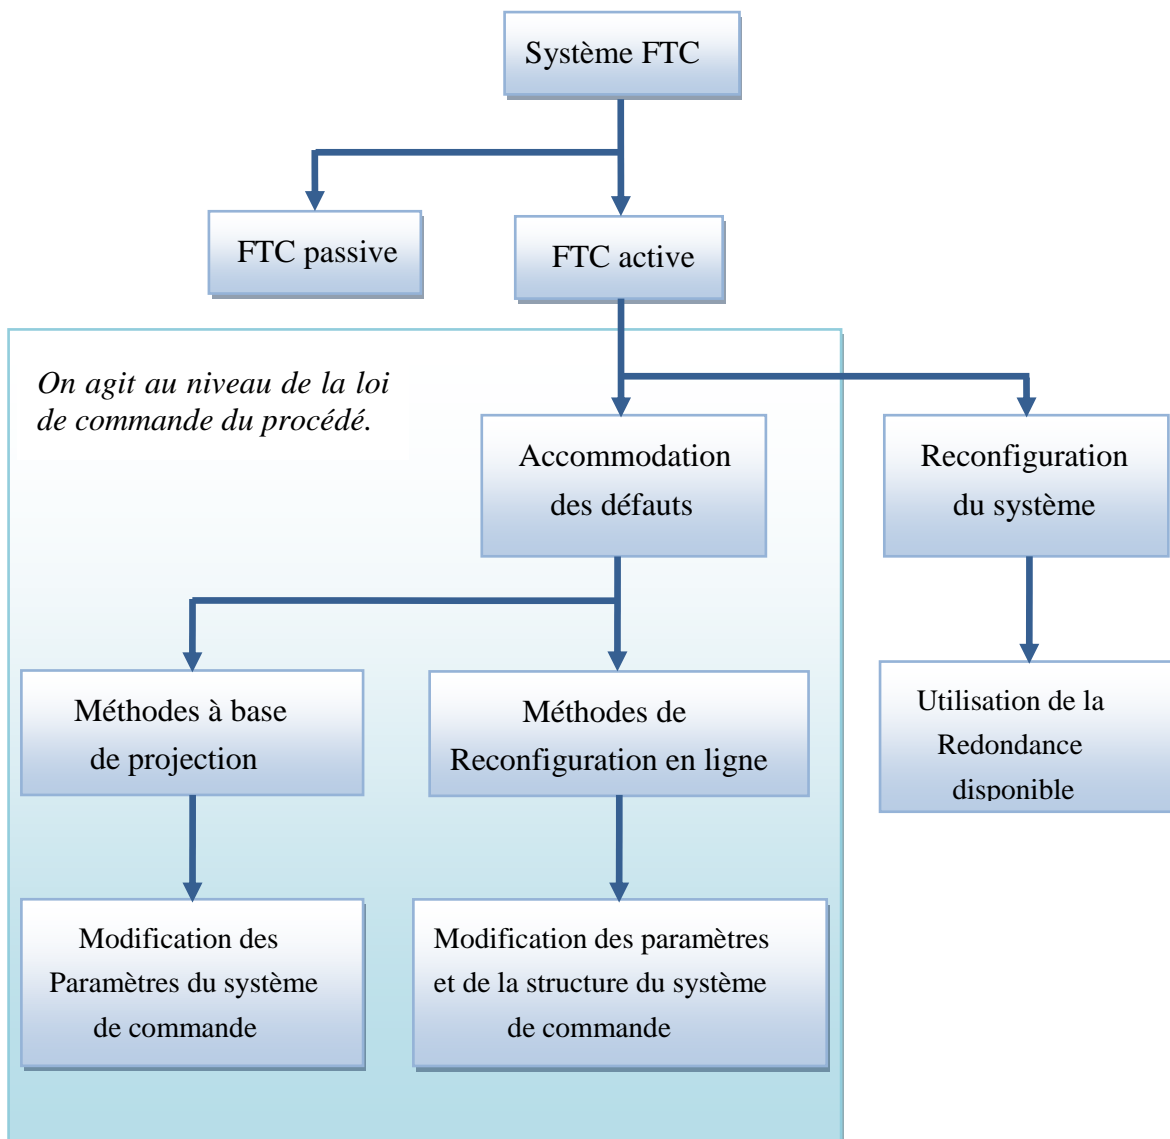 Système FTC
FTC passive
FTC active
On agit au niveau de la loi
de commande du procédé.
Accommodation
des défauts
Reconfiguration
du système
Méthodes à base
de projection
Méthodes de
Reconfiguration en ligne
Utilisation de la
Redondance
disponible
Modification des
Paramètres du système
de commande
Modification des paramètres
et de la structure du système
de commande